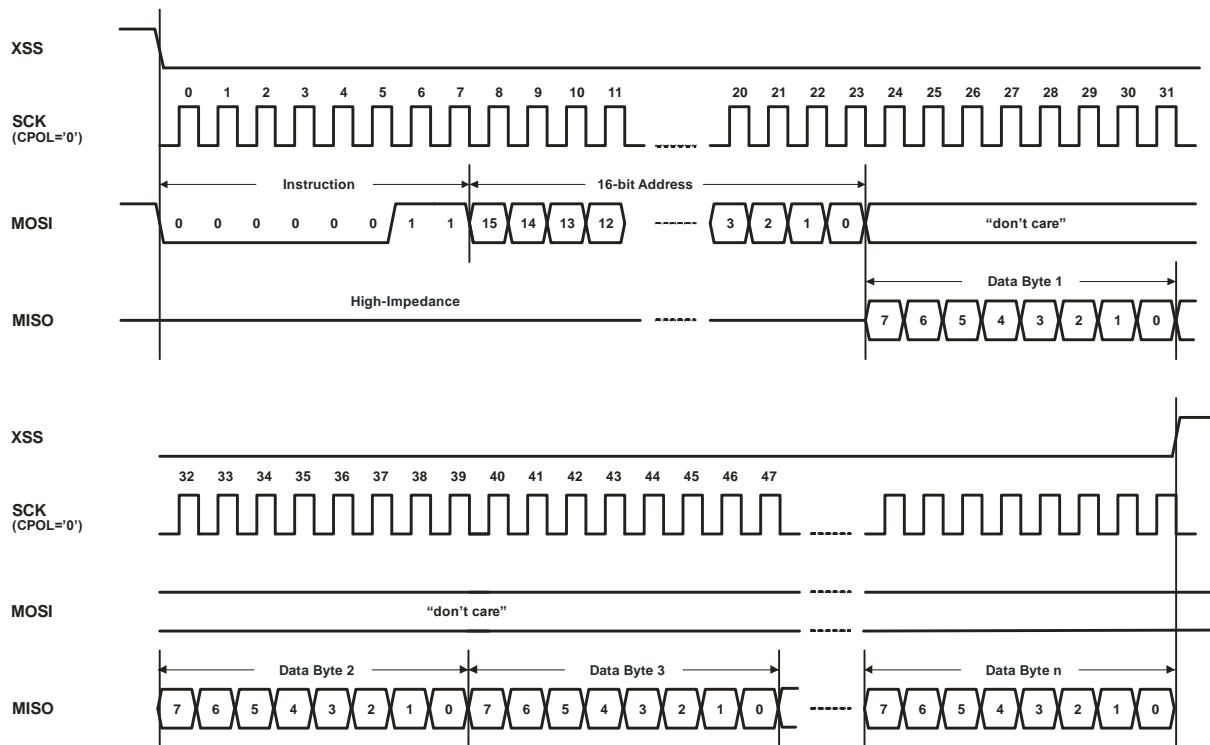 XSS
0 1 2 3 4 5 6 7 8 9 10 11 20 21 22 23 24 25 26 27 28 29 30 31
SCK
(CPOL='0')
Instruction 16-bit Address
MOSI 0 0 0 0 0 0 1 1 15 14 13 12 3 2 1 0 “don’t care”
Data Byte 1
High-Impedance
MISO 7 6 5 4 3 2 1 0
XSS
32 33 34 35 36 37 38 39 40 41 42 43 44 45 46 47
SCK
(CPOL='0')
MOSI “don’t care”
Data Byte 2 Data Byte 3 Data Byte n
MISO 7 6 5 4 3 2 1 0 7 6 5 4 3 2 1 0 7 6 5 4 3 2 1 0